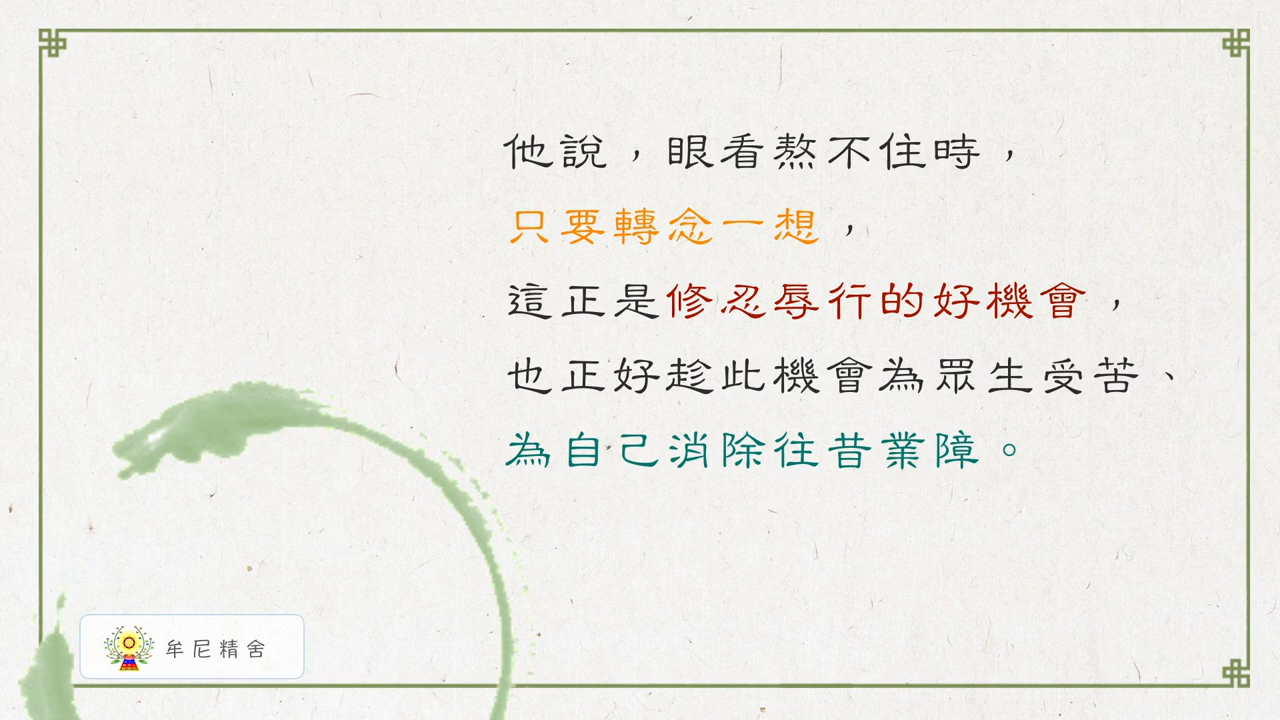 他說，眼看熬不住時，
只要轉念一想，
這正是修忍辱行的好機會，
也正好趁此機會為眾生受苦、
為自己消除往昔業障。
牟尼精舍